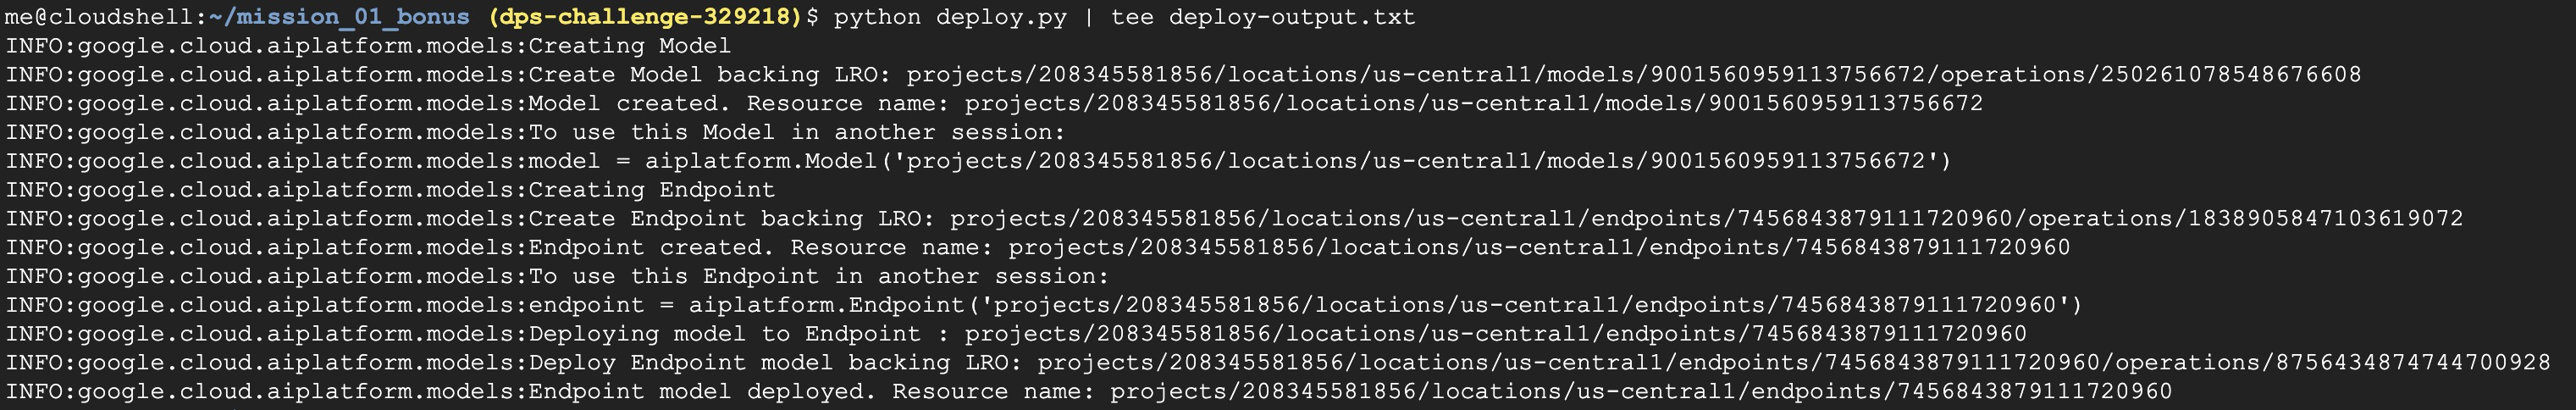 me@cloudshell:~/mission_01_bonus (dps-challenge-329218)$ python deploy.py | tee deploy-output.txt
INFO:google.cloud.aiplatform.models:Creating Model
INFO:google.cloud.aiplatform.models:Create Model backing LRO: projects/208345581856/locations/us-central1/models/9001560959113756672/operations/250261078548676608
INFO:google.cloud.aiplatform.models:Model created. Resource name: projects/208345581856/locations/us-central1/models/9001560959113756672
INFO:google.cloud.aiplatform.models:To use this Model in another session:
INFO:google.cloud.aiplatform.models:model = aiplatform.Model('projects/208345581856/locations/us-central1/models/9001560959113756672')
INFO:google.cloud.aiplatform.models:Creating Endpoint
INFO:google.cloud.aiplatform.models:Create Endpoint backing LRO: projects/208345581856/locations/us-central1/endpoints/7456843879111720960/operations/1838905847103619072
INFO:google.cloud.aiplatform.models:Endpoint created. Resource name: projects/208345581856/locations/us-central1/endpoints/7456843879111720960
INFO:google.cloud.aiplatform.models:To use this Endpoint in another session:
INFO:google.cloud.aiplatform.models:endpoint = aiplatform.Endpoint('projects/208345581856/locations/us-central1/endpoints/7456843879111720960')
INFO:google.cloud.aiplatform.models:Deploying model to Endpoint : projects/208345581856/locations/us-central1/endpoints/7456843879111720960
INFO:google.cloud.aiplatform.models:Deploy Endpoint model backing LRO: projects/208345581856/locations/us-central1/endpoints/7456843879111720960/operations/8756434874744700928
INFO:google.cloud.aiplatform.models:Endpoint model deployed. Resource name: projects/208345581856/locations/us-central1/endpoints/7456843879111720960